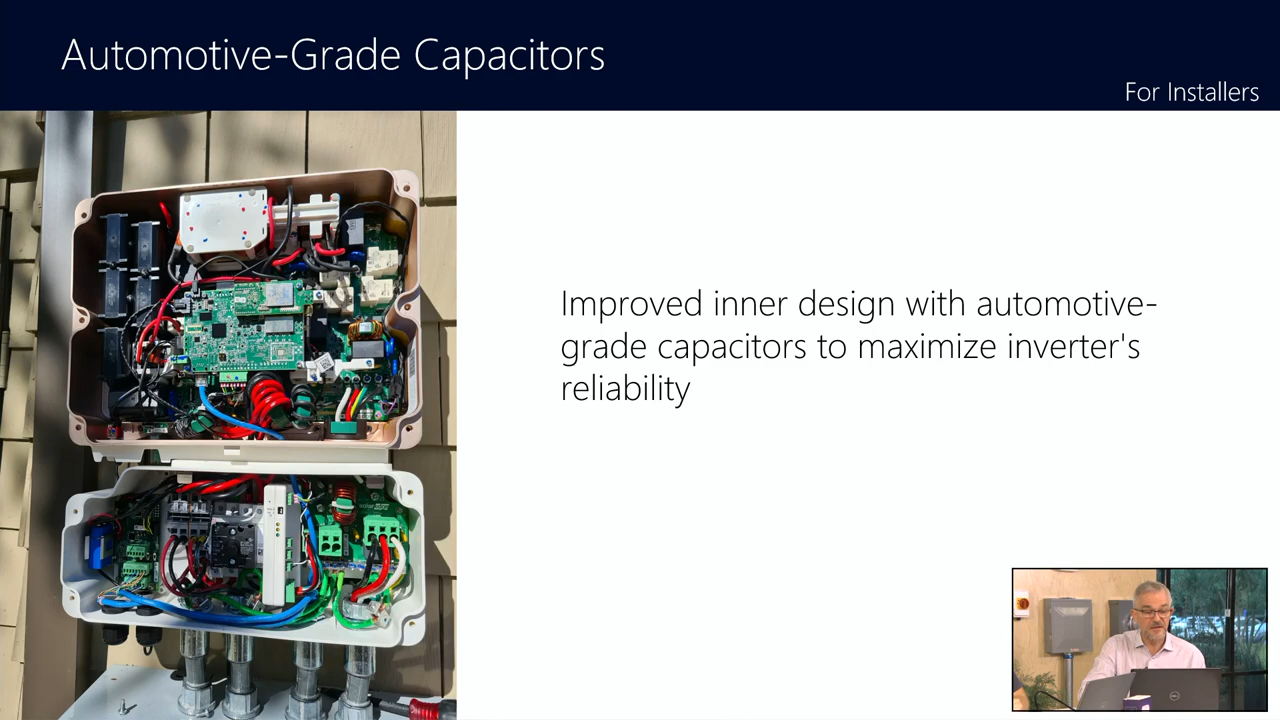 Automotive-Grade Capacitors
For Installers
Improved inner design with automotive-
grade capacitors to maximize inverter's
reliability